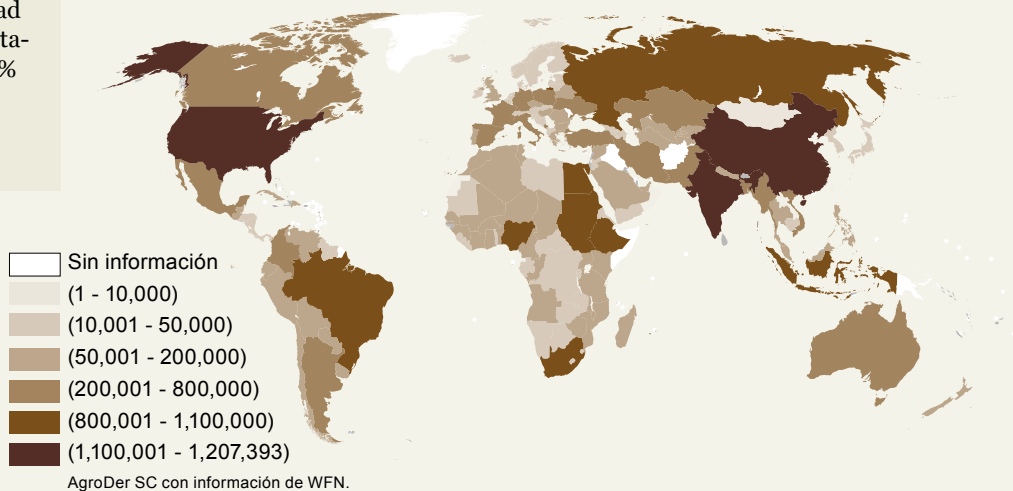 ad
ta-
%
Sin información
(1 - 10,000)
(10,001 - 50,000)
(50,001 - 200,000)
(200,001 - 800,000)
(800,001 - 1,100,000)
(1,100,001 - 1,207,393)
AgroDer SC con información de WFN.